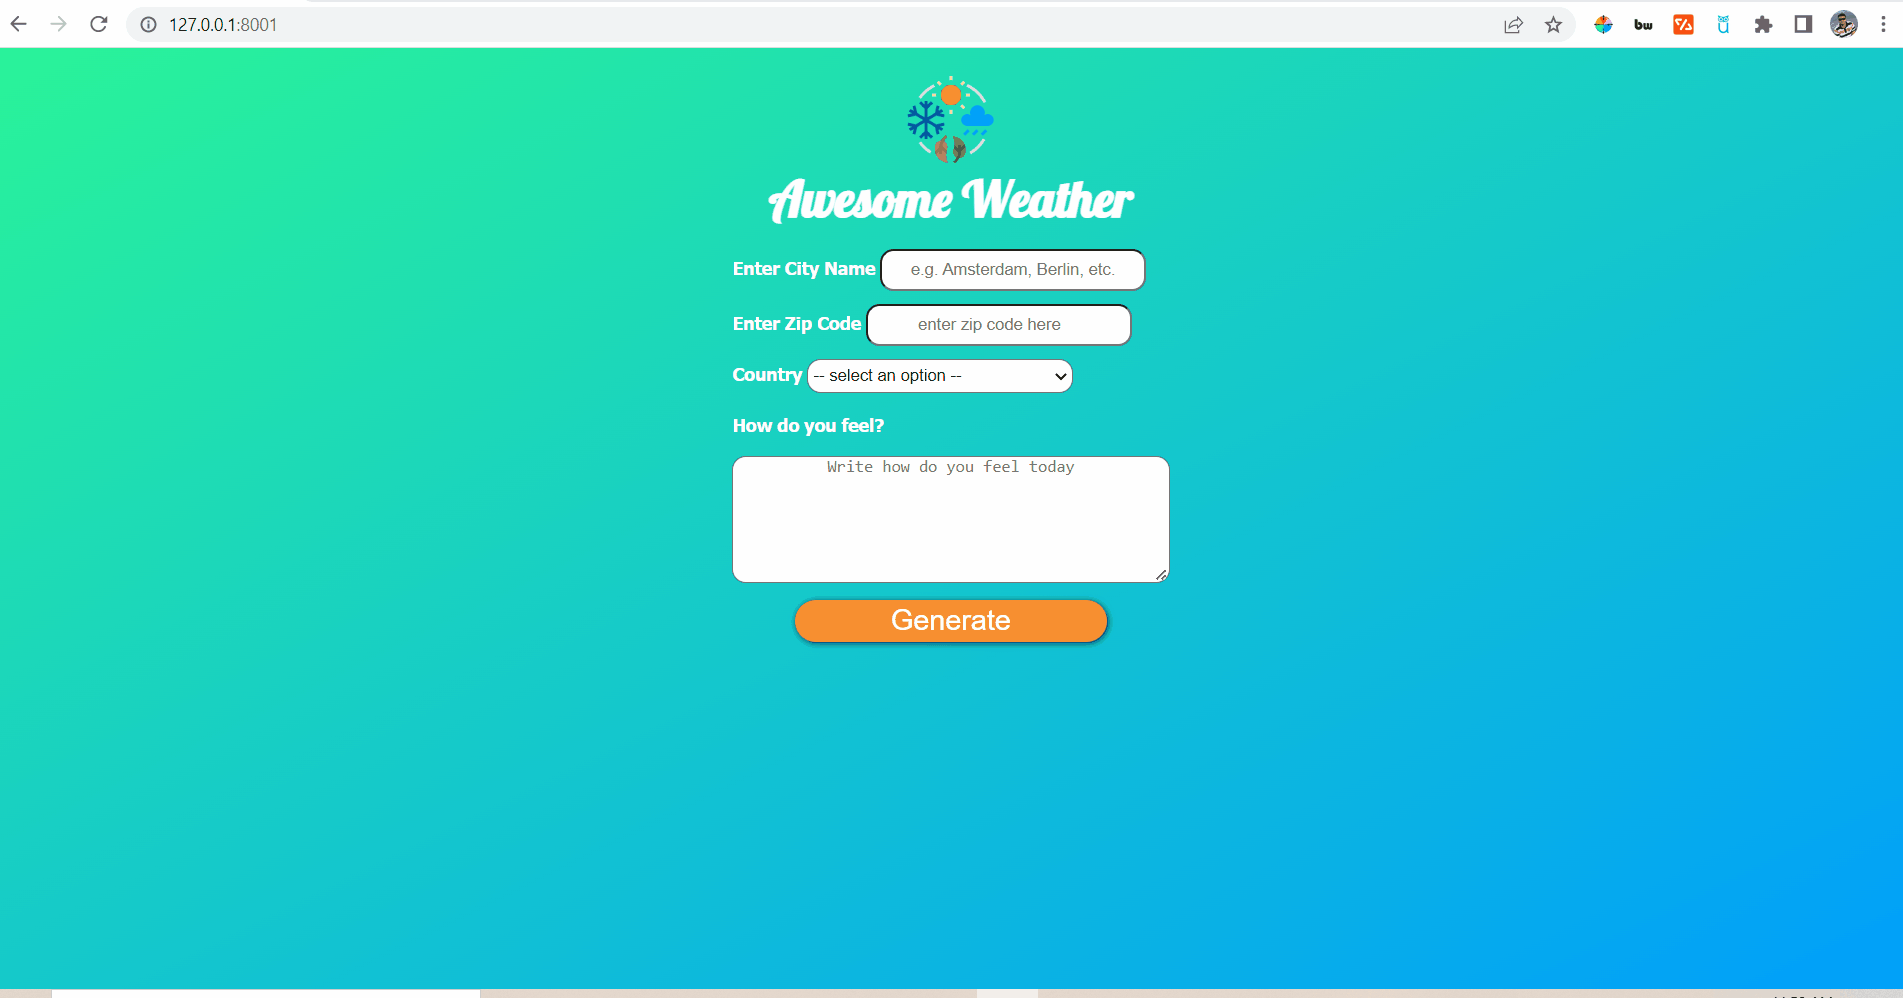 127.0.0.1:8001
bw
Awesome Weather
Enter City Name e.g. Amsterdam, Berlin, etc.
Enter Zip Code enter zip code here
Country -- select an option --
How do you feel?
Write how do you feel today
Generate